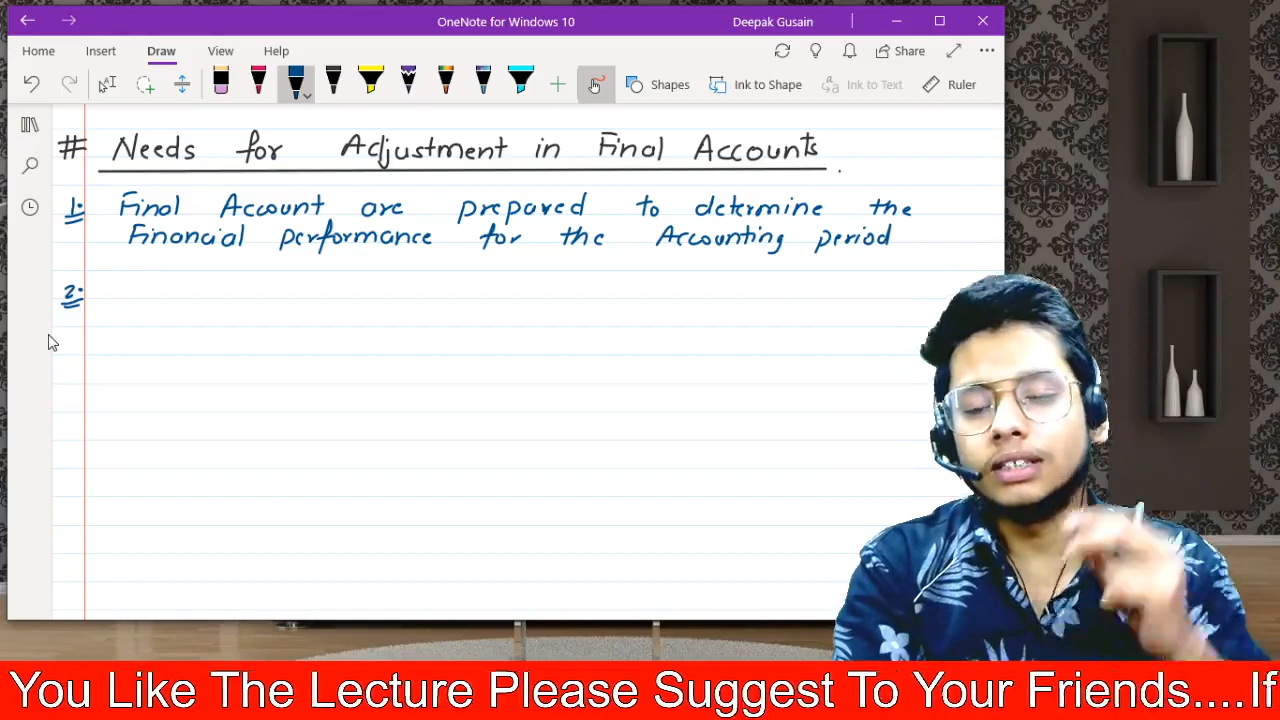 OneNote for Windows 10
Deepak Gusain
Home Insert Draw View Help
Share
Shapes Ink to Shape Ink to Text Ruler
# Needs for Adjustment in Final Accounts.
1. Final Account are prepared to determine the
Financial performance for the Accounting period
2.
You Like The Lecture Please Suggest To Your Friends....If